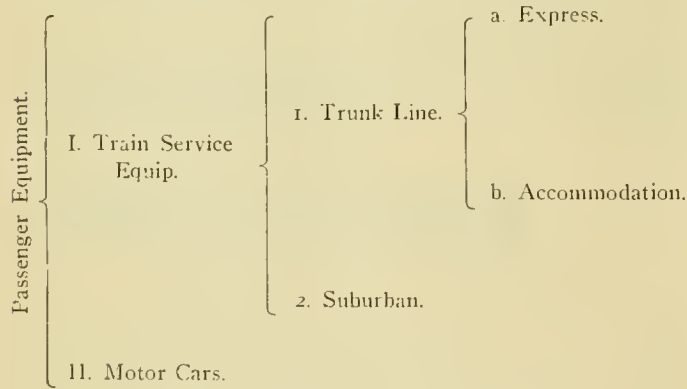 Passenger Equipment.
I. Train Service
Equip.
1. Trunk Line.
a. Express.
b. Accommodation.
2. Suburban.
II. Motor Cars.